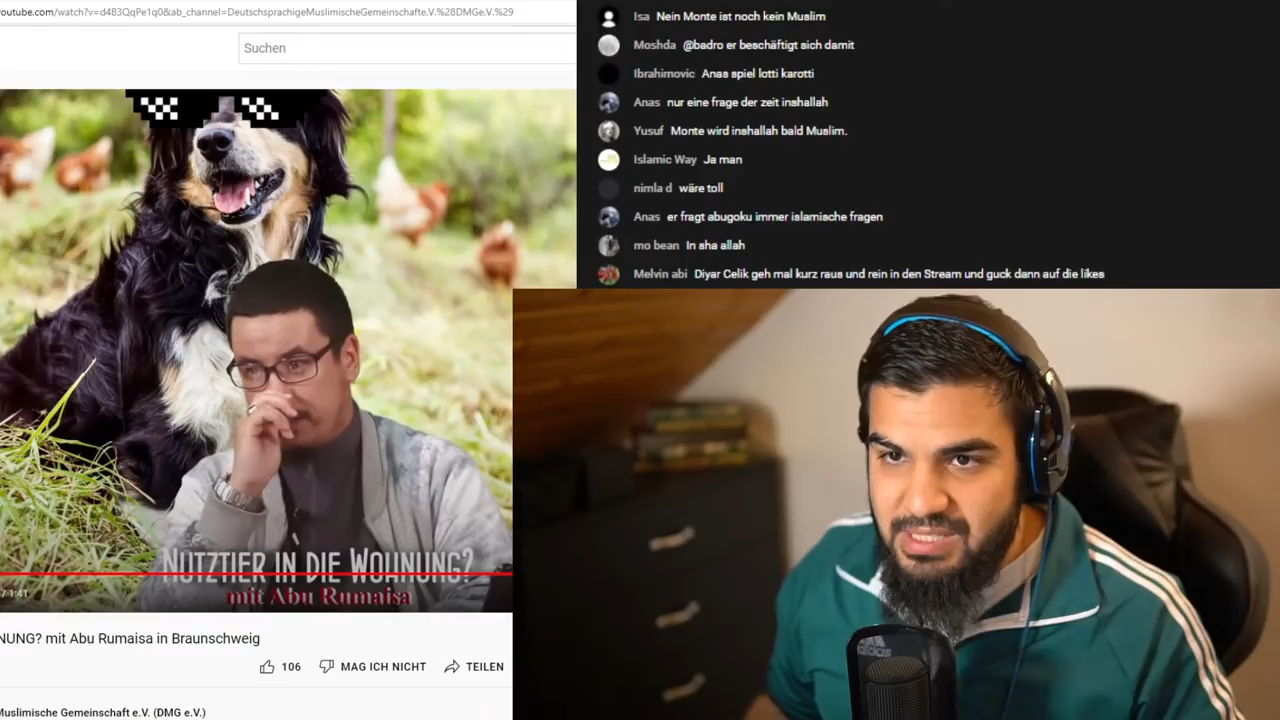 outube.com/watch?v=d4B3QqPe1q0&ab_channel=DeutschsprachigeMuslimischeGemeinschafte.V.%28DMGe.V.%29
Suchen
NUTZTIER IN DIE WOHNUNG?
mit Abu Rumaisa
/ 1:41
NUNG? mit Abu Rumaisa in Braunschweig
106 MAG ICH NICHT TEILEN
Muslimische Gemeinschaft e.V. (DMG e.V.)
Isa Nein Monte ist noch kein Muslim
Moshda @badro er beschäftigt sich damit
Ibrahimovic Anas spiel lotti karotti
Anas nur eine frage der zeit inshallah
Yusuf Monte wird inshallah bald Muslim.
Islamic Way Ja man
nimla d wäre toll
Anas er fragt abugoku immer islamische fragen
mo bean In sha allah
Melvin abi Diyar Celik geh mal kurz raus und rein in den Stream und guck dann auf die likes
adidas